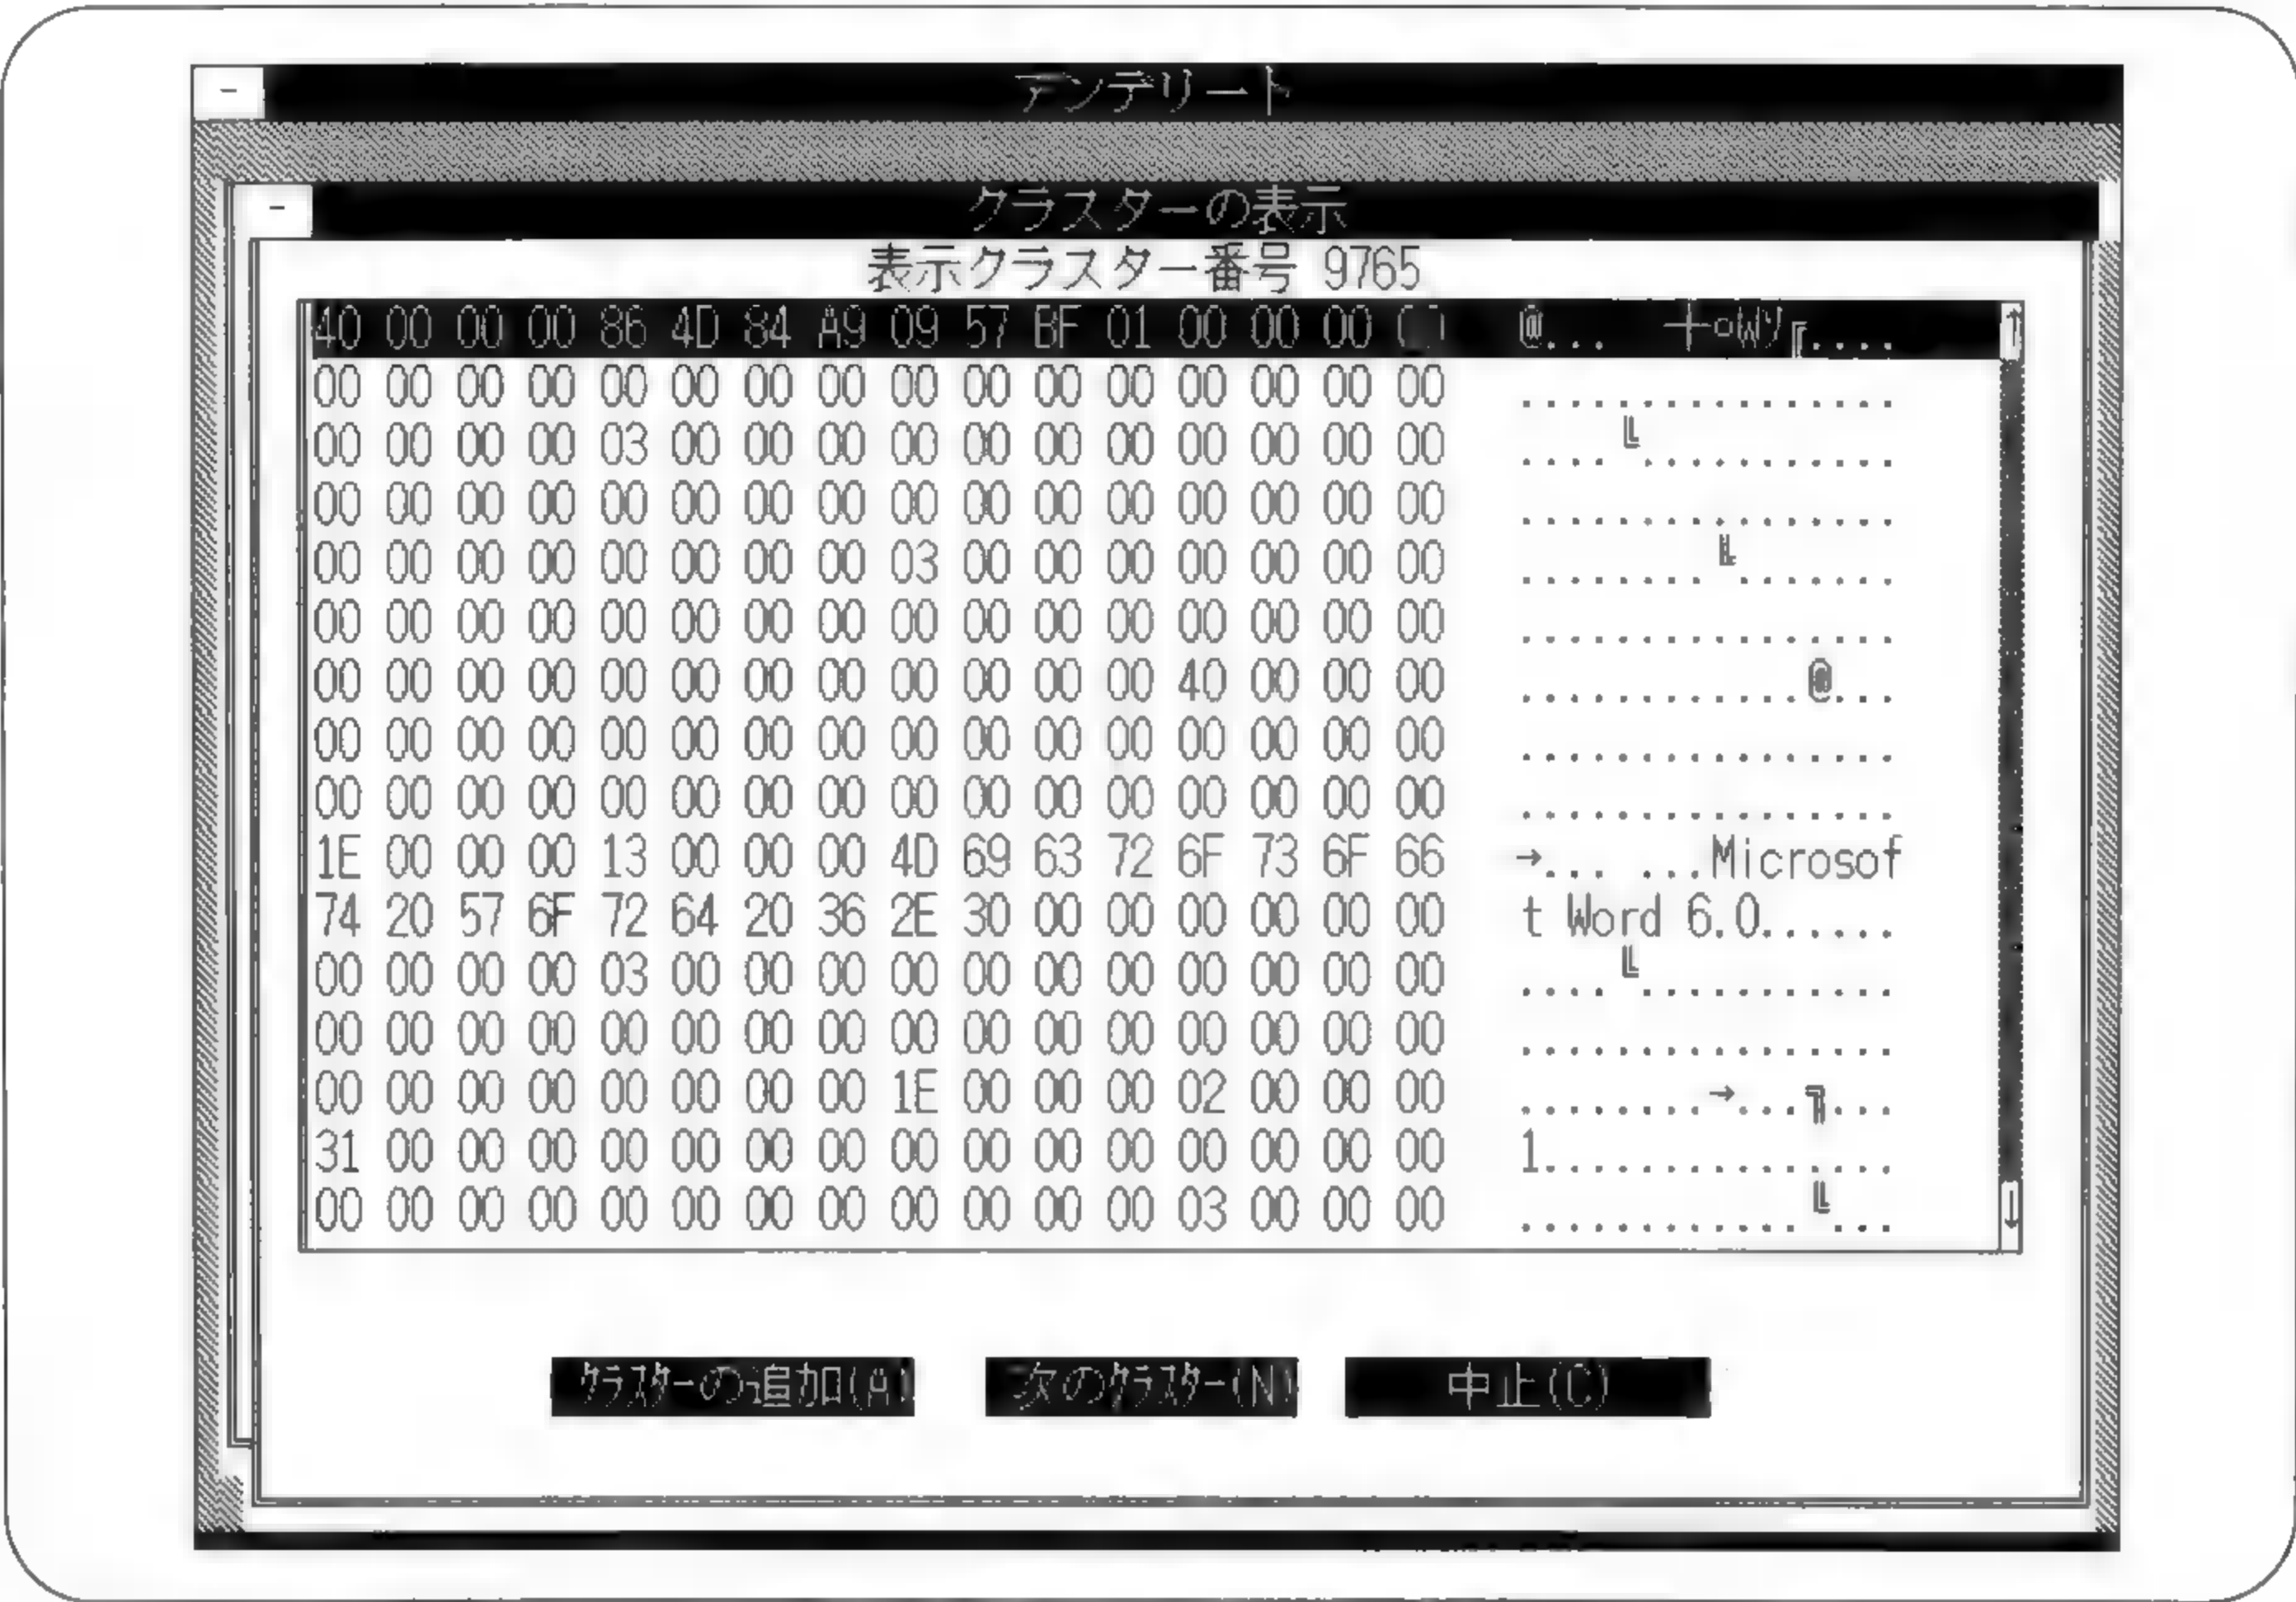 アンデリート
クラスターの表示
表示クラスター番号 9765
40 00 00 00 86 4D 84 A9 09 57 BF 01 00 00 00 @... 十○Wソ┌....
00 00 00 00 00 00 00 00 00 00 00 00 00 00 00 00 ................
00 00 00 00 03 00 00 00 00 00 00 00 00 00 00 00 ....╚...........
00 00 00 00 00 00 00 00 00 00 00 00 00 00 00 00 ................
00 00 00 00 00 00 00 00 03 00 00 00 00 00 00 00 ........╚.......
00 00 00 00 00 00 00 00 00 00 00 00 00 00 00 00 ................
00 00 00 00 00 00 00 00 00 00 00 00 40 00 00 00 ............@...
00 00 00 00 00 00 00 00 00 00 00 00 00 00 00 00 ................
00 00 00 00 00 00 00 00 00 00 00 00 00 00 00 00 ................
1E 00 00 00 13 00 00 00 4D 69 63 72 6F 73 6F 66 →... ...Microsof
74 20 57 6F 72 64 20 36 2E 30 00 00 00 00 00 00 t Word 6.0......
00 00 00 00 03 00 00 00 00 00 00 00 00 00 00 00 ....╚...........
00 00 00 00 00 00 00 00 00 00 00 00 00 00 00 00 ................
00 00 00 00 00 00 00 00 1E 00 00 00 02 00 00 00 ........→...╗...
31 00 00 00 00 00 00 00 00 00 00 00 00 00 00 00 1...............
00 00 00 00 00 00 00 00 00 00 00 00 03 00 00 00 ............╚...
クラスターの追加(A) 次のクラスター(N) 中止(C)